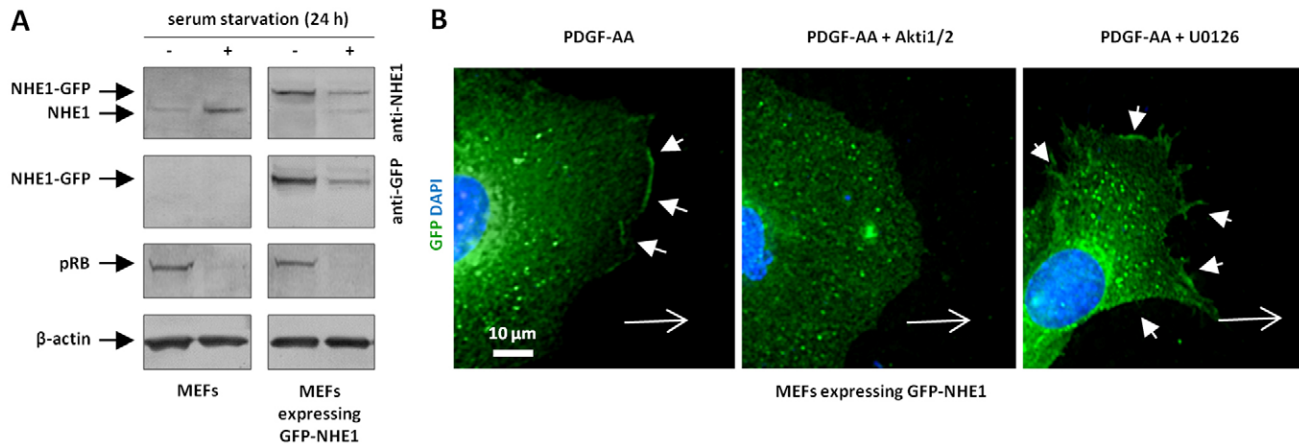 A
serum starvation (24 h)
- + - +
NHE1-GFP
NHE1
anti-NHE1
NHE1-GFP
anti-GFP
pRB
β-actin
MEFs
MEFs
expressing
GFP-NHE1
B
PDGF-AA
PDGF-AA + Akti1/2
PDGF-AA + U0126
GFP DAPI
10 µm
MEFs expressing GFP-NHE1